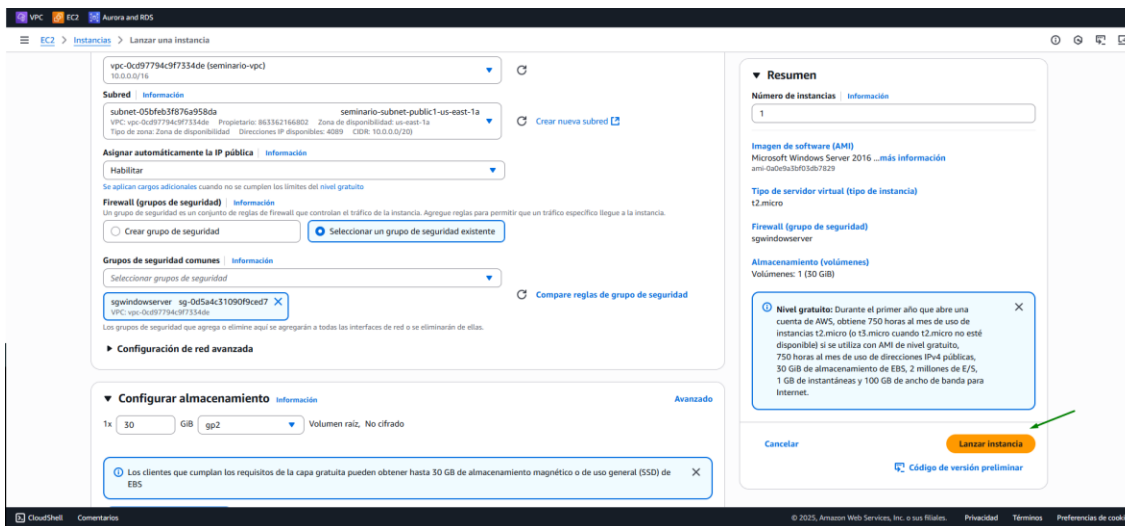 VPC EC2 Aurora and RDS
EC2 > Instancias > Lanzar una instancia
vpc-0cd97794c9f7334de (seminario-vpc)
10.0.0.0/16
Subred | Información
subnet-05bfeb3f876a958da seminario-subnet-public1-us-east-1a
VPC: vpc-0cd97794c9f7334de Propietario: 863362166802 Zona de disponibilidad: us-east-1a
Tipo de zona: Zona de disponibilidad Direcciones IP disponibles: 4089 CIDR: 10.0.0.0/20)
Crear nueva subred
Asignar automáticamente la IP pública | Información
Habilitar
Se aplican cargos adicionales cuando no se cumplen los límites del nivel gratuito
Firewall (grupos de seguridad) | Información
Un grupo de seguridad es un conjunto de reglas de firewall que controlan el tráfico de la instancia. Agregue reglas para permitir que un tráfico específico llegue a la instancia.
Crear grupo de seguridad
Seleccionar un grupo de seguridad existente
Grupos de seguridad comunes | Información
Seleccionar grupos de seguridad
sgwindowserver sg-0d5a4c31090f9ced7
VPC: vpc-0cd97794c9f7334de
Compare reglas de grupo de seguridad
Los grupos de seguridad que agrega o elimine aquí se agregarán a todas las interfaces de red o se eliminarán de ellas.
Configuración de red avanzada
Configurar almacenamiento Información
Avanzado
1x 30 GiB gp2 Volumen raíz, No cifrado
Los clientes que cumplan los requisitos de la capa gratuita pueden obtener hasta 30 GB de almacenamiento magnético o de uso general (SSD) de
EBS
Resumen
Número de instancias | Información
1
Imagen de software (AMI)
Microsoft Windows Server 2016 ...más información
ami-0a0e9a3bf03db7829
Tipo de servidor virtual (tipo de instancia)
t2.micro
Firewall (grupo de seguridad)
sgwindowserver
Almacenamiento (volúmenes)
Volúmenes: 1 (30 GiB)
Nivel gratuito: Durante el primer año que abre una
cuenta de AWS, obtiene 750 horas al mes de uso de
instancias t2.micro (o t3.micro cuando t2.micro no esté
disponible) si se utiliza con AMI de nivel gratuito,
750 horas al mes de uso de direcciones IPv4 públicas,
30 GiB de almacenamiento de EBS, 2 millones de E/S,
1 GB de instantáneas y 100 GB de ancho de banda para
Internet.
Cancelar
Lanzar instancia
Código de versión preliminar
CloudShell Comentarios
© 2025, Amazon Web Services, Inc. o sus filiales. Privacidad Términos Preferencias de cooki